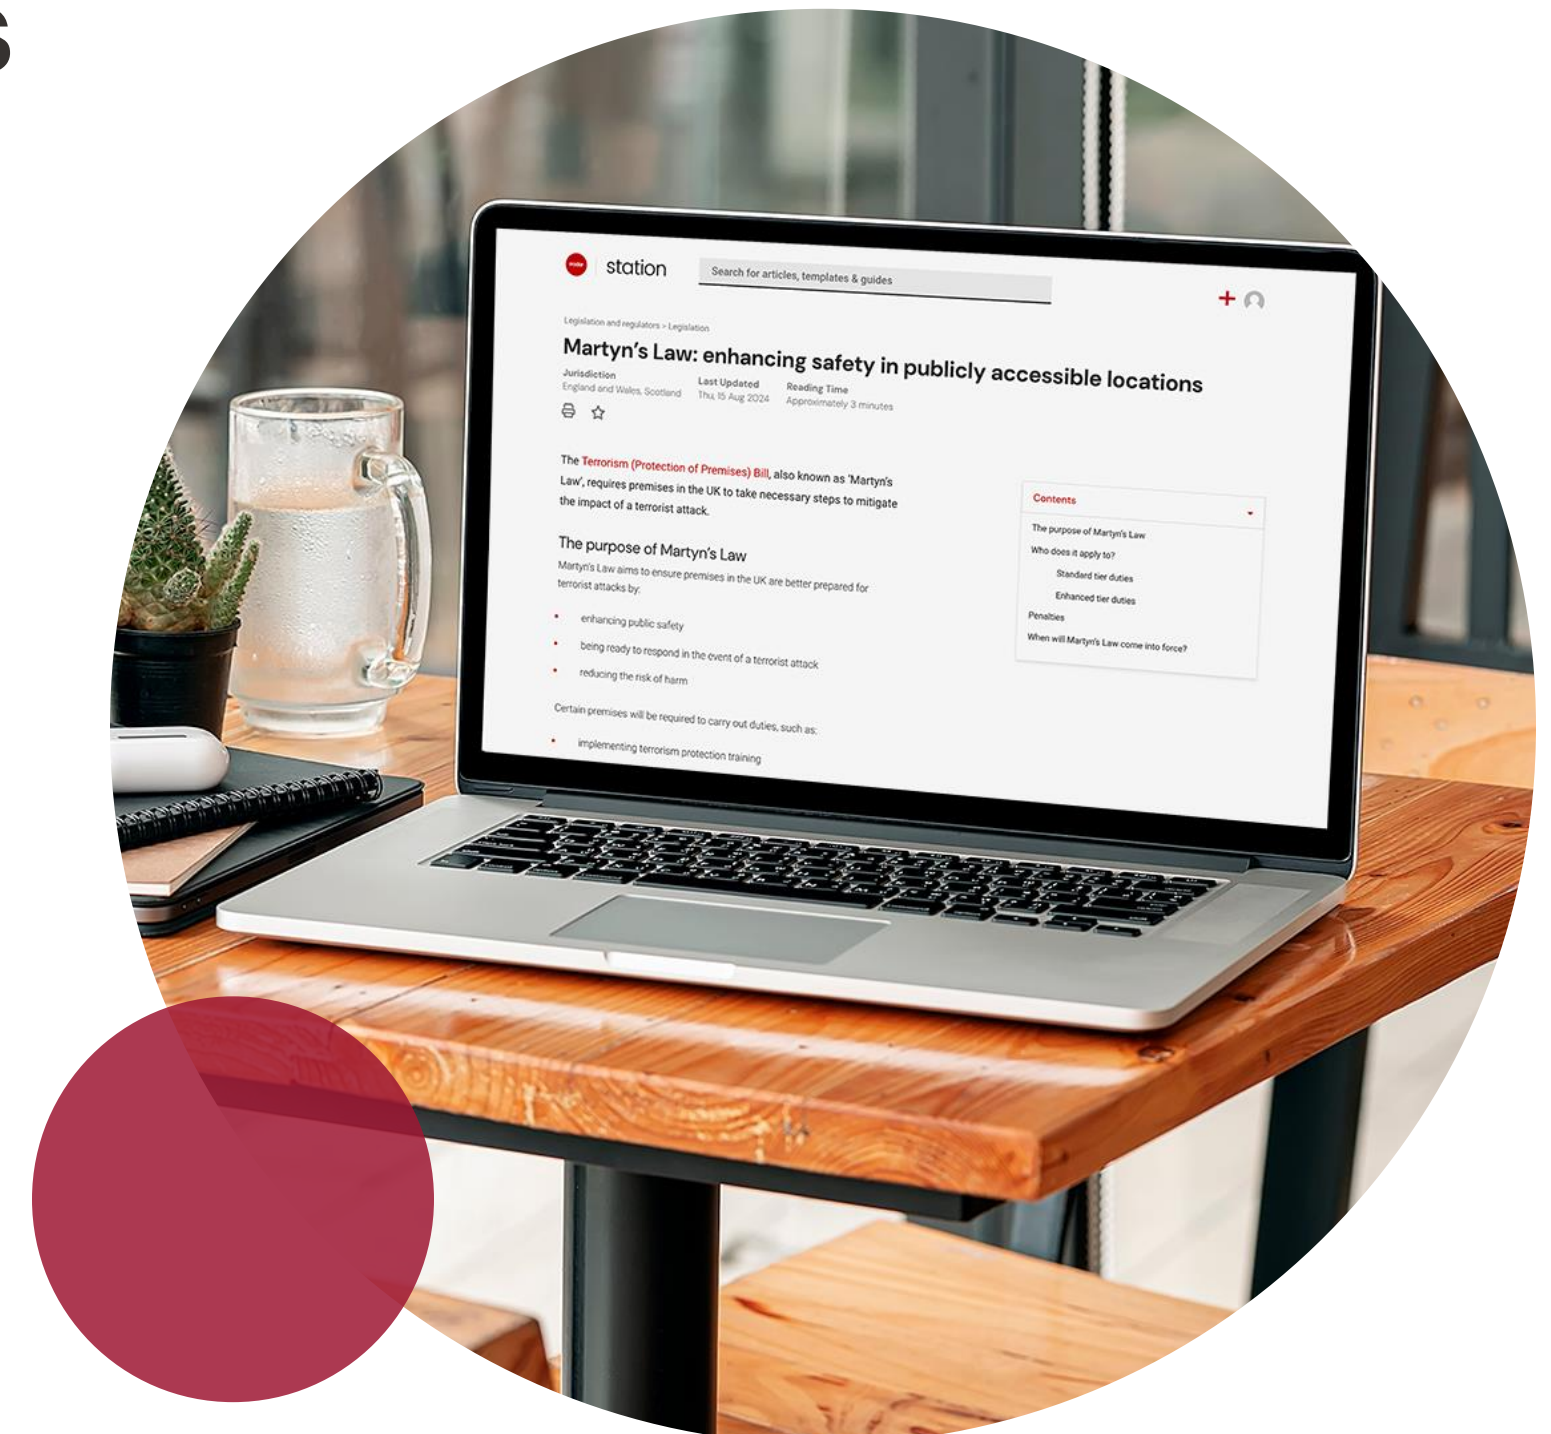 s
station
Search for articles, templates & guides
Legislation and regulators > Legislation
Martyn's Law: enhancing safety in publicly accessible locations
Jurisdiction
England and Wales, Scotland
Last Updated
Thu, 15 Aug 2024
Reading Time
Approximately 3 minutes
The Terrorism (Protection of Premises) Bill, also known as 'Martyn's
Law', requires premises in the UK to take necessary steps to mitigate
the impact of a terrorist attack.
The purpose of Martyn's Law
Martyn's Law aims to ensure premises in the UK are better prepared for
terrorist attacks by:
• enhancing public safety
• being ready to respond in the event of a terrorist attack
• reducing the risk of harm
Certain premises will be required to carry out duties, such as:
• implementing terrorism protection training
Contents
The purpose of Martyn's Law
Who does it apply to?
Standard tier duties
Enhanced tier duties
Penalties
When will Martyn's Law come into force?